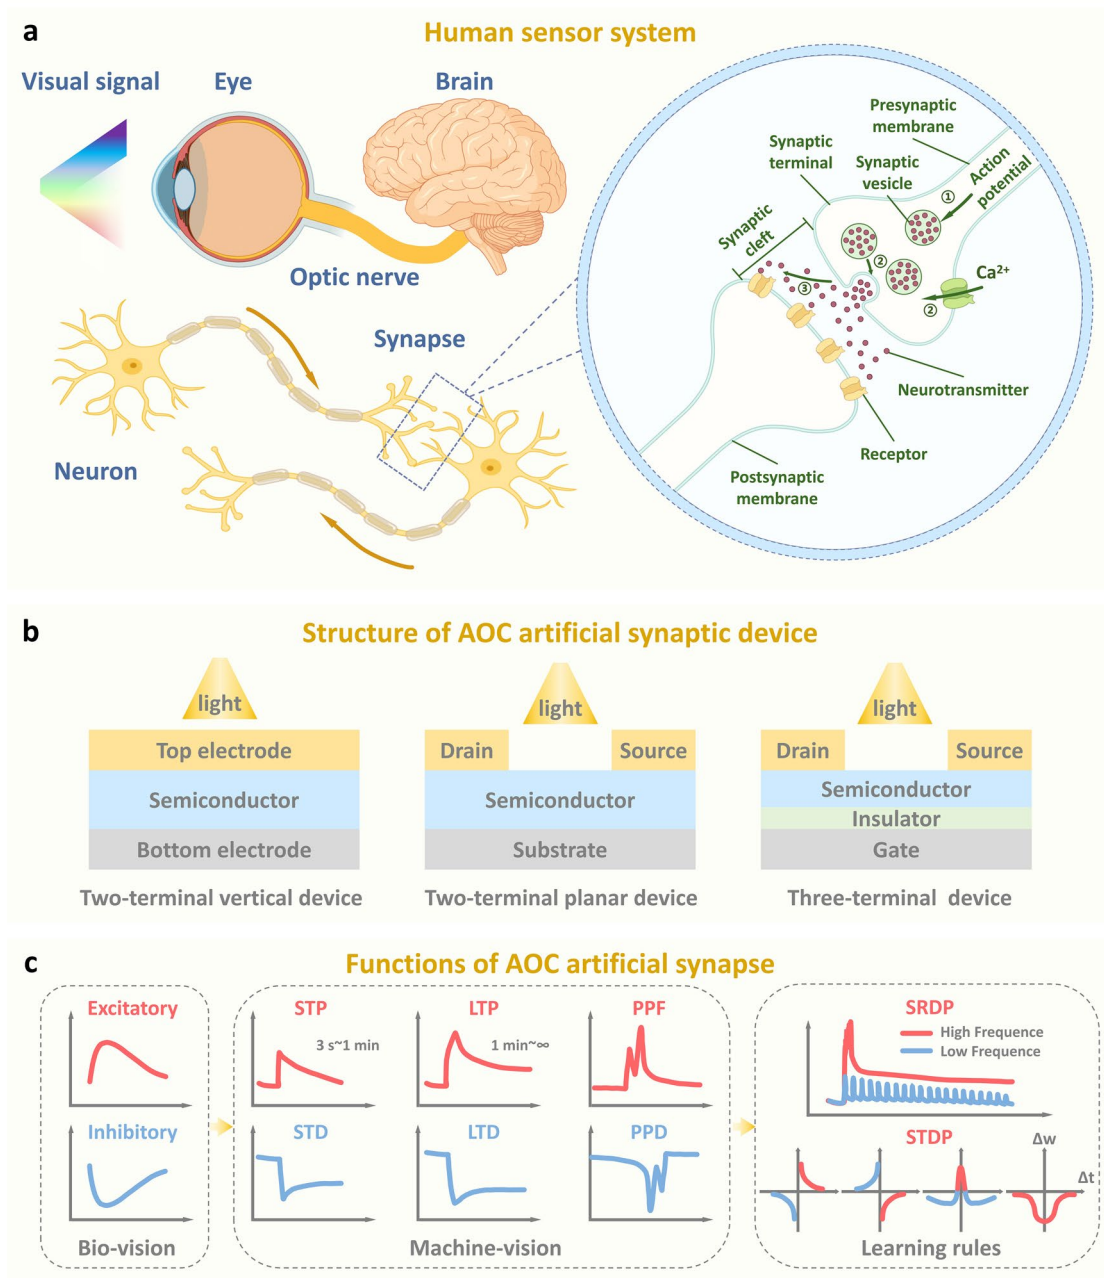 a
Human sensor system
Visual signal
Eye
Brain
Optic nerve
Synapse
Neuron
Presynaptic
membrane
Synaptic
terminal
Synaptic
vesicle
Action
potential
①
Synaptic
cleft
②
③
Ca²⁺
②
Neurotransmitter
Receptor
Postsynaptic
membrane
b
Structure of AOC artificial synaptic device
light
light
light
Top electrode
Semiconductor
Bottom electrode
Two-terminal vertical device
Drain
Source
Semiconductor
Substrate
Two-terminal planar device
Drain
Source
Semiconductor
Insulator
Gate
Three-terminal device
c
Functions of AOC artificial synapse
Excitatory
Inhibitory
Bio-vision
STP
3 s~1 min
LTP
1 min~∞
PPF
STD
LTD
PPD
Machine-vision
SRDP
High Frequence
Low Frequence
STDP
Δw
Δt
Learning rules